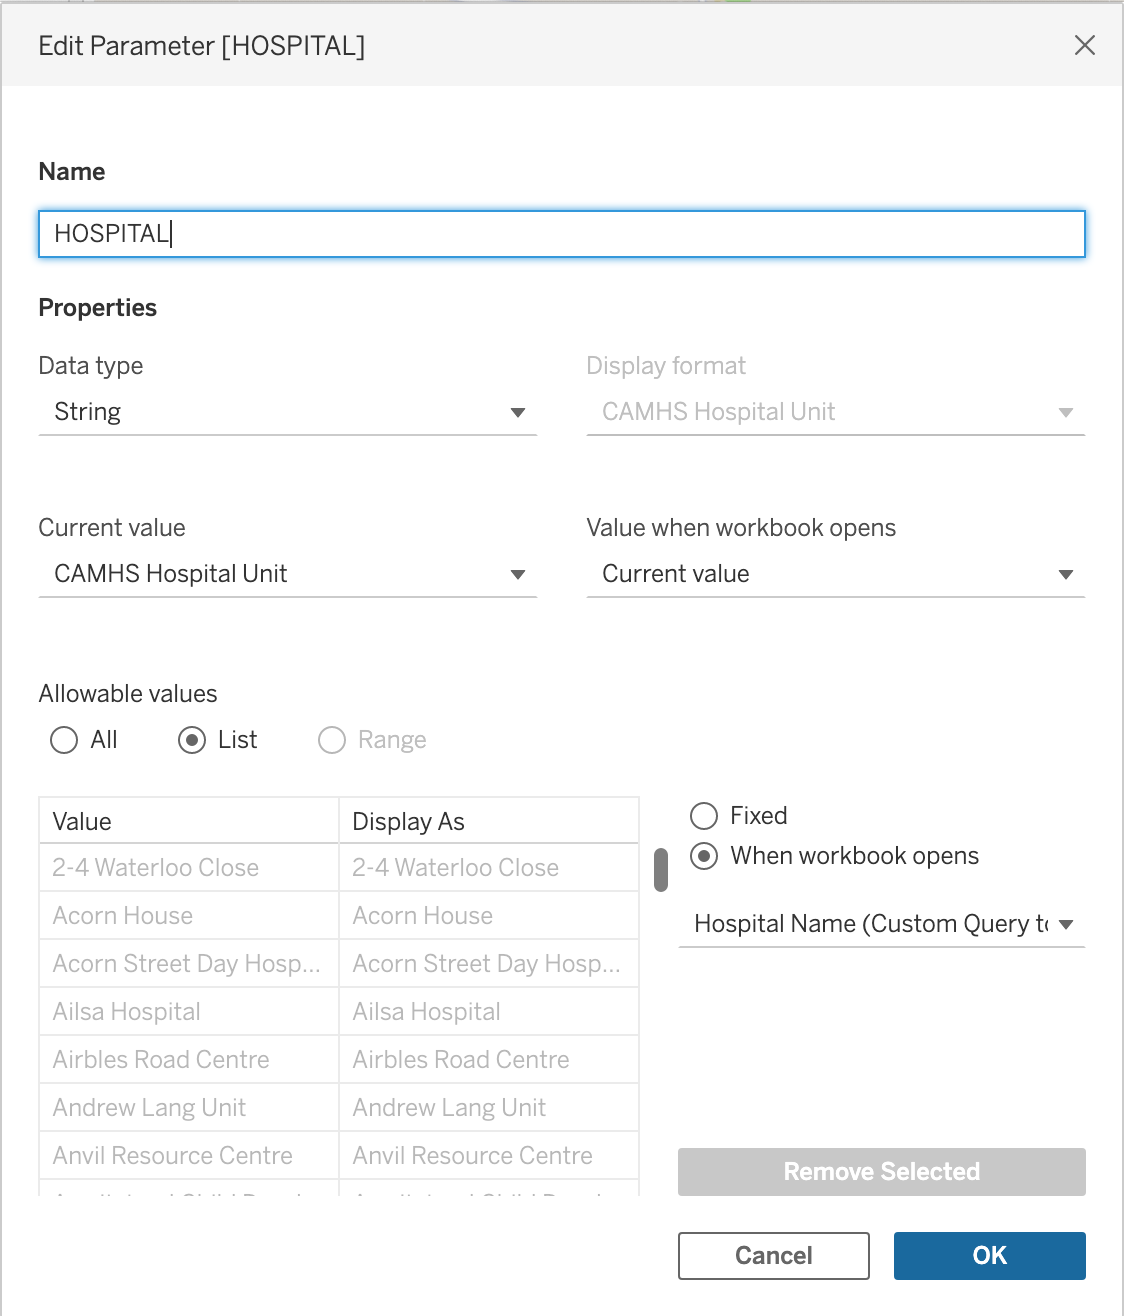 Edit Parameter [HOSPITAL]
Name
HOSPITAL
Properties
Data type
Display format
String
CAMHS Hospital Unit
Current value
Value when workbook opens
CAMHS Hospital Unit
Current value
Allowable values
All
List
Range
Value
Display As
2-4 Waterloo Close
2-4 Waterloo Close
Acorn House
Acorn House
Acorn Street Day Hosp...
Acorn Street Day Hosp...
Ailsa Hospital
Ailsa Hospital
Airbles Road Centre
Airbles Road Centre
Andrew Lang Unit
Andrew Lang Unit
Anvil Resource Centre
Anvil Resource Centre
Fixed
When workbook opens
Hospital Name (Custom Query to
Remove Selected
Cancel
OK